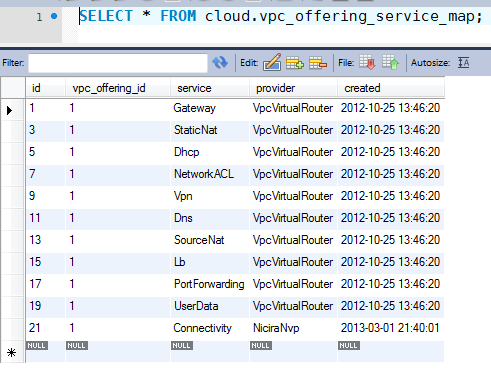 1 SELECT * FROM cloud.vpc_offering_service_map;
Filter: Edit: File: Autosize:
id vpc_offering_id service provider created
1 1 Gateway VpcVirtualRouter 2012-10-25 13:46:20
3 1 StaticNat VpcVirtualRouter 2012-10-25 13:46:20
5 1 Dhcp VpcVirtualRouter 2012-10-25 13:46:20
7 1 NetworkACL VpcVirtualRouter 2012-10-25 13:46:20
9 1 Vpn VpcVirtualRouter 2012-10-25 13:46:20
11 1 Dns VpcVirtualRouter 2012-10-25 13:46:20
13 1 SourceNat VpcVirtualRouter 2012-10-25 13:46:20
15 1 Lb VpcVirtualRouter 2012-10-25 13:46:20
17 1 PortForwarding VpcVirtualRouter 2012-10-25 13:46:20
19 1 UserData VpcVirtualRouter 2012-10-25 13:46:20
21 1 Connectivity NiciraNvp 2013-03-01 21:40:01
NULL NULL NULL NULL NULL